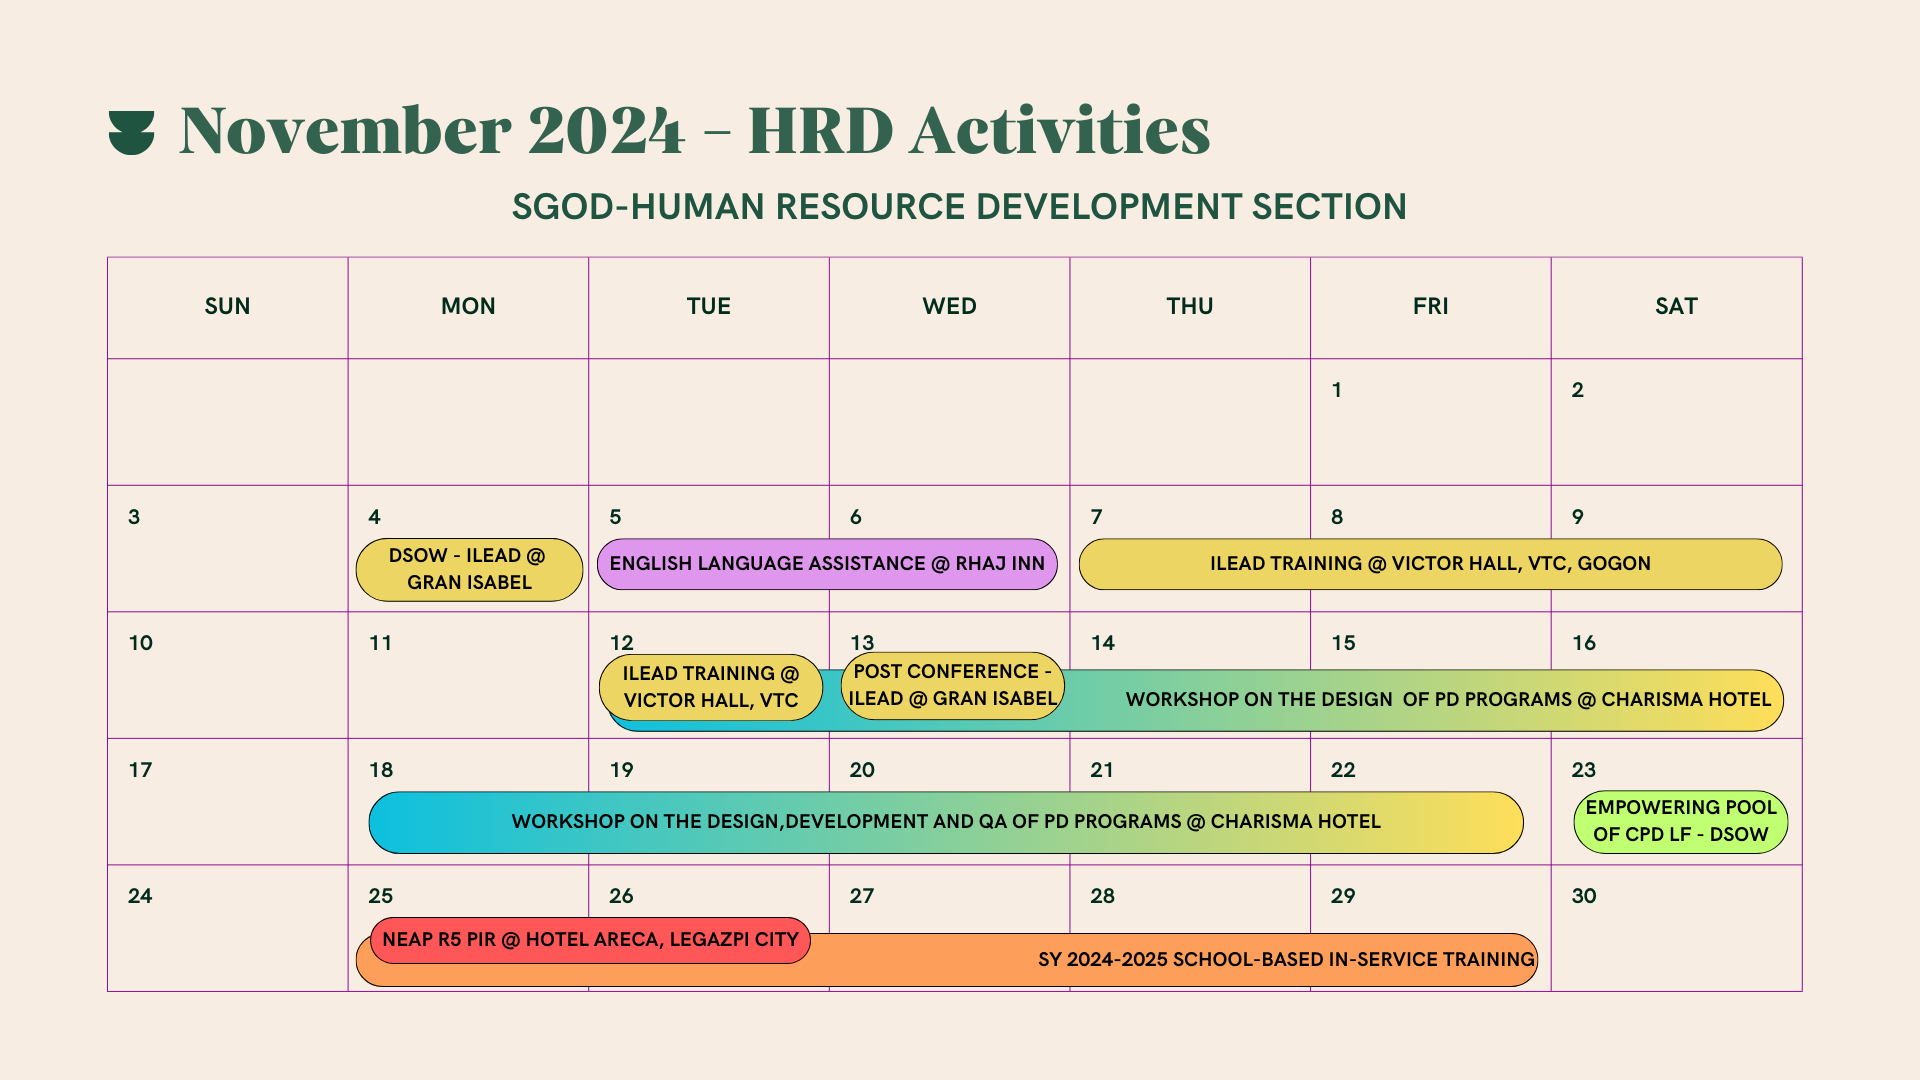 November 2024 – HRD Activities
SGOD-HUMAN RESOURCE DEVELOPMENT SECTION
SUN MON TUE WED THU FRI SAT
1 2
3 4 5 6 7 8 9
DSOW - ILEAD @
GRAN ISABEL
ENGLISH LANGUAGE ASSISTANCE @ RHAJ INN
ILEAD TRAINING @ VICTOR HALL, VTC, GOGON
10 11 12 13 14 15 16
ILEAD TRAINING @
VICTOR HALL, VTC
POST CONFERENCE -
ILEAD @ GRAN ISABEL
WORKSHOP ON THE DESIGN  OF PD PROGRAMS @ CHARISMA HOTEL
17 18 19 20 21 22 23
WORKSHOP ON THE DESIGN,DEVELOPMENT AND QA OF PD PROGRAMS @ CHARISMA HOTEL
EMPOWERING POOL
OF CPD LF - DSOW
24 25 26 27 28 29 30
NEAP R5 PIR @ HOTEL ARECA, LEGAZPI CITY
SY 2024-2025 SCHOOL-BASED IN-SERVICE TRAINING